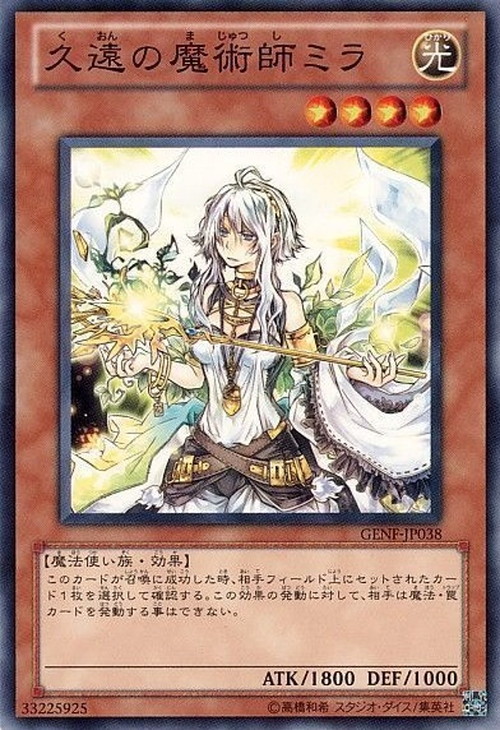 久遠の魔術師ミラ
光
GENF-JP038
【魔法使い族・効果】
このカードが召喚に成功した時、相手フィールド上にセットされたカー
ド1枚を選択して確認する。この効果の発動に対して、相手は魔法・罠
カードを発動する事はできない。
ATK/1800 DEF/1000
33225925
©高橋和希 スタジオ・ダイス/集英社